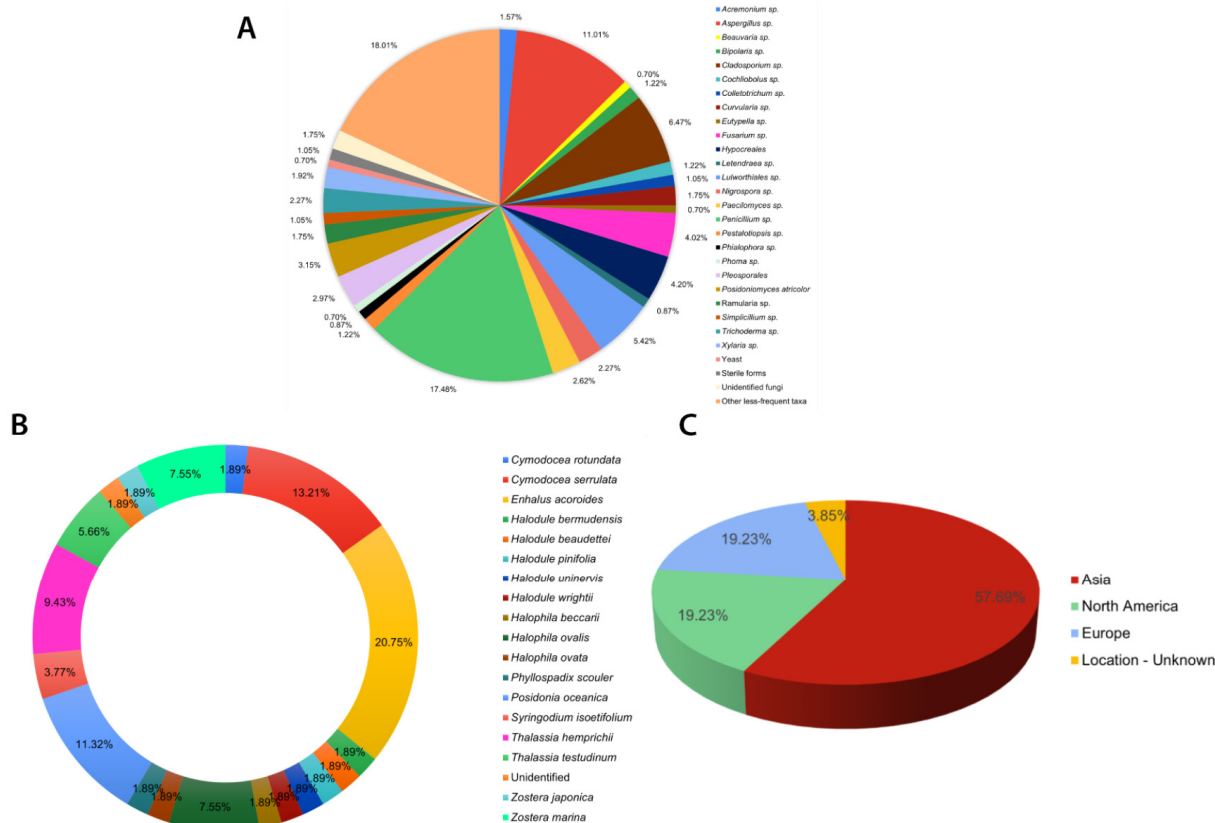 A
1.57%
11.01%
0.70%
1.22%
6.47%
1.22%
1.05%
1.75%
0.70%
4.02%
4.20%
0.87%
5.42%
2.27%
2.62%
17.48%
1.22%
0.87%
0.70%
2.97%
3.15%
1.75%
1.05%
2.27%
1.92%
0.70%
1.05%
1.75%
18.01%
Acremonium sp.
Aspergillus sp.
Beauvaria sp.
Bipolaris sp.
Cladosporium sp.
Cochliobolus sp.
Colletotrichum sp.
Curvularia sp.
Eutypella sp.
Fusarium sp.
Hypocreales
Letendraea sp.
Lulworthiales sp.
Nigrospora sp.
Paecilomyces sp.
Penicillium sp.
Pestalotiopsis sp.
Phialophora sp.
Phoma sp.
Pleosporales
Posidoniomyces atricolor
Ramularia sp.
Simplicillium sp.
Trichoderma sp.
Xylaria sp.
Yeast
Sterile forms
Unidentified fungi
Other less-frequent taxa
B
1.89%
13.21%
20.75%
1.89%
1.89%
1.89%
1.89%
1.89%
1.89%
7.55%
1.89%
1.89%
11.32%
3.77%
9.43%
5.66%
1.89%
1.89%
7.55%
Cymodocea rotundata
Cymodocea serrulata
Enhalus acoroides
Halodule bermudensis
Halodule beaudettei
Halodule pinifolia
Halodule uninervis
Halodule wrightii
Halophila beccarii
Halophila ovalis
Halophila ovata
Phyllospadix scouler
Posidonia oceanica
Syringodium isoetifolium
Thalassia hemprichii
Thalassia testudinum
Unidentified
Zostera japonica
Zostera marina
C
3.85%
19.23%
19.23%
57.69%
Asia
North America
Europe
Location - Unknown